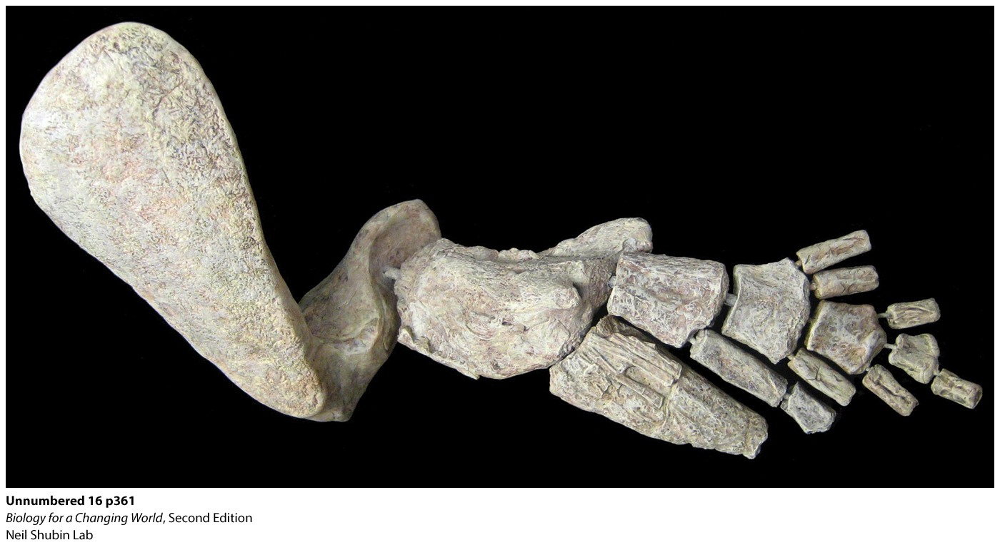 Unnumbered 16 p361
Biology for a Changing World, Second Edition
Neil Shubin Lab